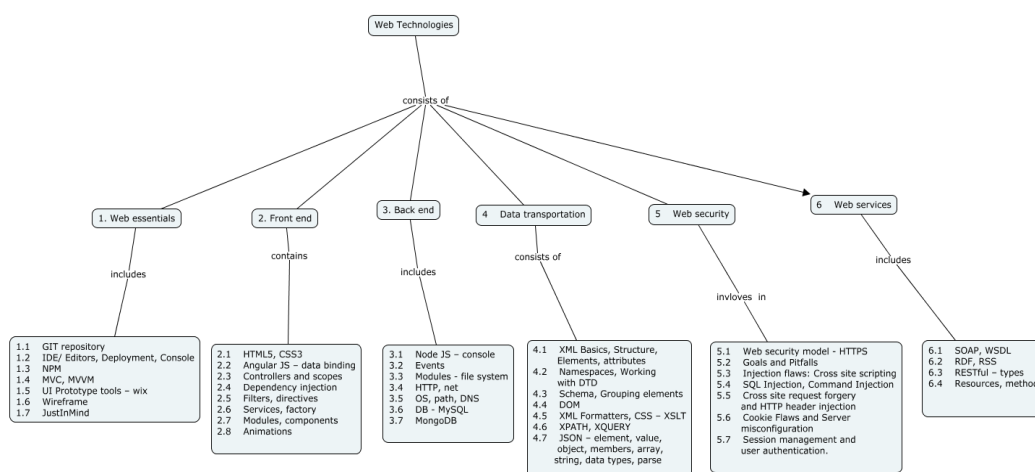 Web Technologies
consists of
1. Web essentials
2. Front end
3. Back end
4 Data transportation
5 Web security
6 Web services
includes
contains
includes
consists of
invloves in
includes
1.1 GIT repository
1.2 IDE/ Editors, Deployment, Console
1.3 NPM
1.4 MVC, MVVM
1.5 UI Prototype tools – wix
1.6 Wireframe
1.7 JustInMind
2.1 HTML5, CSS3
2.2 Angular JS – data binding
2.3 Controllers and scopes
2.4 Dependency injection
2.5 Filters, directives
2.6 Services, factory
2.7 Modules, components
2.8 Animations
3.1 Node JS – console
3.2 Events
3.3 Modules - file system
3.4 HTTP, net
3.5 OS, path, DNS
3.6 DB - MySQL
3.7 MongoDB
4.1 XML Basics, Structure,
Elements, attributes
4.2 Namespaces, Working
with DTD
4.3 Schema, Grouping elements
4.4 DOM
4.5 XML Formatters, CSS – XSLT
4.6 XPATH, XQUERY
4.7 JSON – element, value,
object, members, array,
string, data types, parse
5.1 Web security model - HTTPS
5.2 Goals and Pitfalls
5.3 Injection flaws: Cross site scripting
5.4 SQL Injection, Command Injection
5.5 Cross site request forgery
and HTTP header injection
5.6 Cookie Flaws and Server
misconfiguration
5.7 Session management and
user authentication.
6.1 SOAP, WSDL
6.2 RDF, RSS
6.3 RESTful – types
6.4 Resources, method